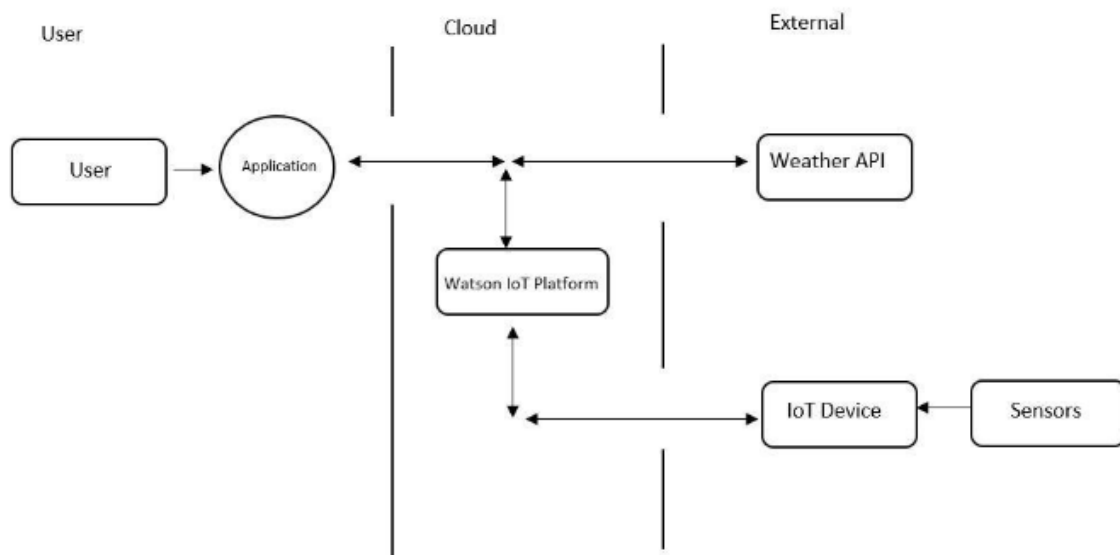 User
Cloud
External
User
Application
Weather API
Watson IoT Platform
IoT Device
Sensors